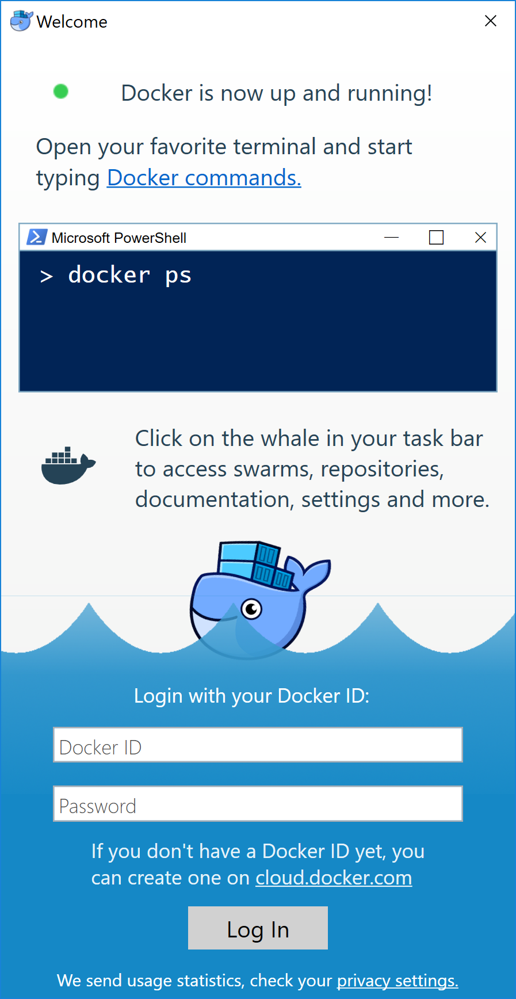 Welcome
Docker is now up and running!
Open your favorite terminal and start
typing Docker commands.
Microsoft PowerShell
> docker ps
Click on the whale in your task bar
to access swarms, repositories,
documentation, settings and more.
Login with your Docker ID:
Docker ID
Password
If you don't have a Docker ID yet, you
can create one on cloud.docker.com
Log In
We send usage statistics, check your privacy settings.